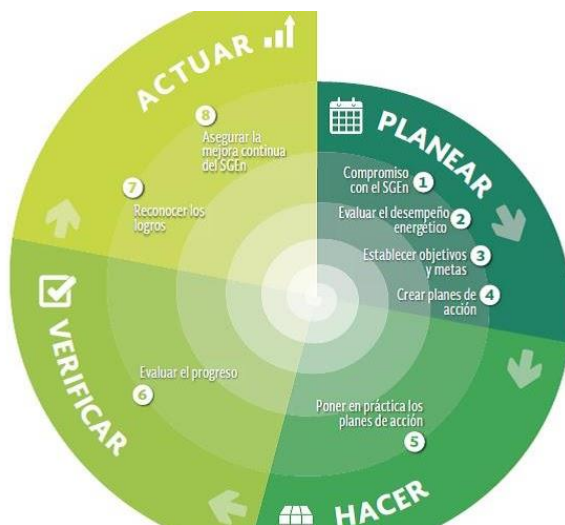 ACTUAR
8
Asegurar la
mejora continua
del SGEn
7
Reconocer los
logros
PLANEAR
Compromiso 1
con el SGEn
Evaluar el desempeño 2
energético
Establecer objetivos 3
y metas
Crear planes de 4
acción
VERIFICAR
Evaluar el progreso
6
Poner en práctica los
planes de acción
5
HACER